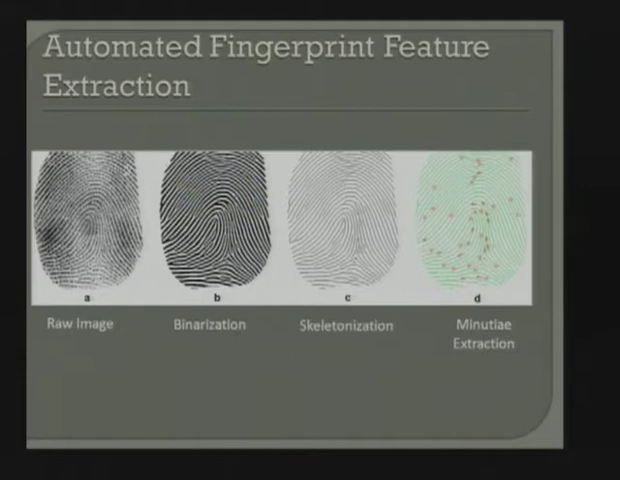 Automated Fingerprint Feature
Extraction
a b c d
Raw Image Binarization Skeletonization Minutiae
Extraction